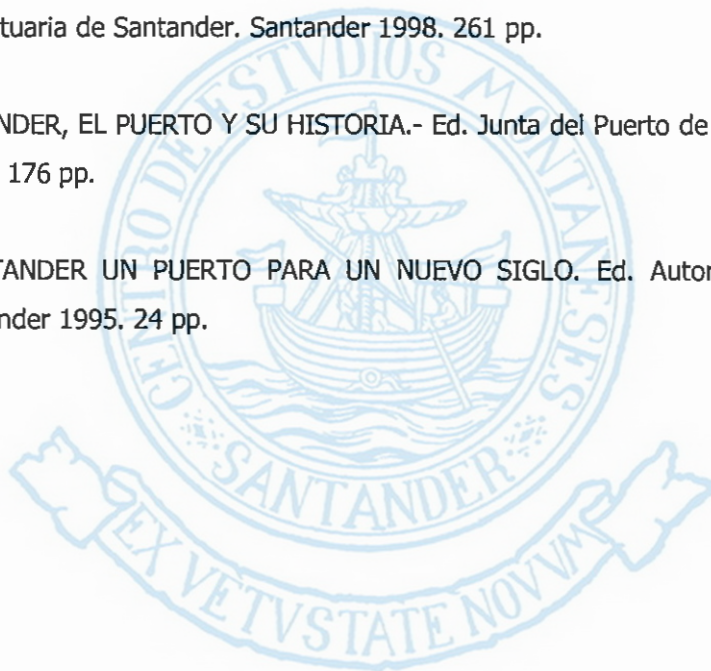 tuaria de Santander. Santander 1998. 261 pp.
NDER, EL PUERTO Y SU HISTORIA.- Ed. Junta del Puerto de
176 pp.
TANDER UN PUERTO PARA UN NUEVO SIGLO. Ed. Autor
nder 1995. 24 pp.
CENTRO DE ESTVDIOS MONTAÑESES
SANTANDER
EX VETVSTATE NOVVM